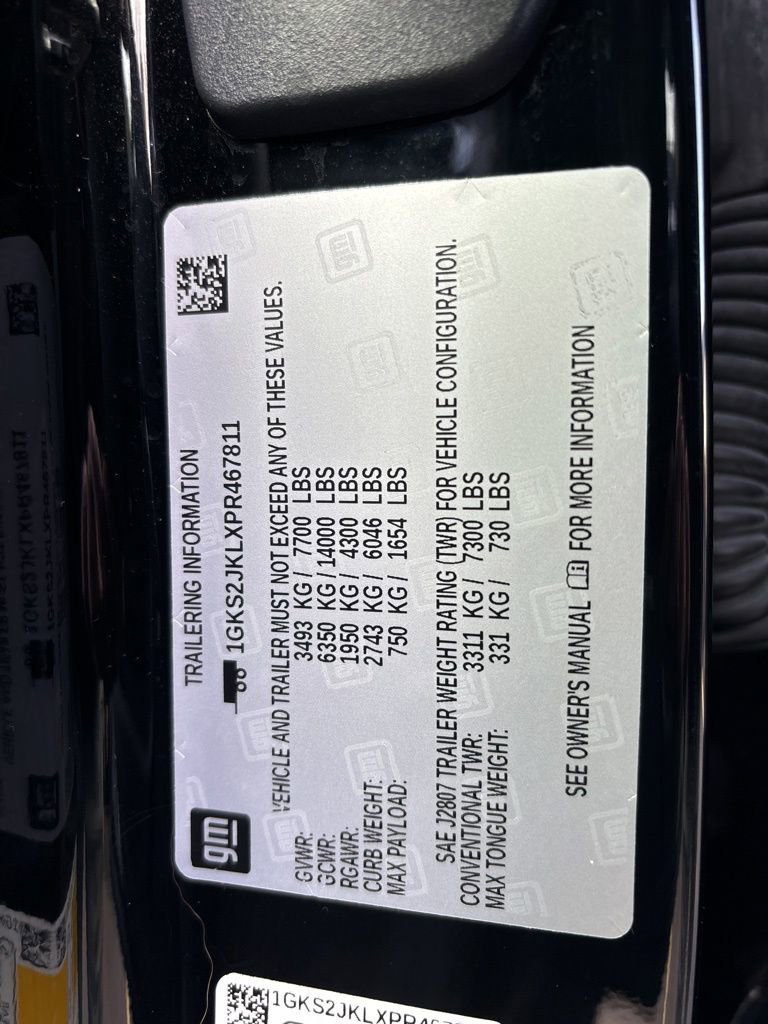 gm
TRAILERING INFORMATION
1GKS2JKLXPR467811
VEHICLE AND TRAILER MUST NOT EXCEED ANY OF THESE VALUES.
GVWR: 3493 KG / 7700 LBS
GCWR: 6350 KG / 14000 LBS
RGAWR: 1950 KG / 4300 LBS
CURB WEIGHT: 2743 KG / 6046 LBS
MAX PAYLOAD: 750 KG / 1654 LBS
SAE J2807 TRAILER WEIGHT RATING (TWR) FOR VEHICLE CONFIGURATION.
CONVENTIONAL TWR: 3311 KG / 7300 LBS
MAX TONGUE WEIGHT: 331 KG / 730 LBS
SEE OWNER'S MANUAL FOR MORE INFORMATION